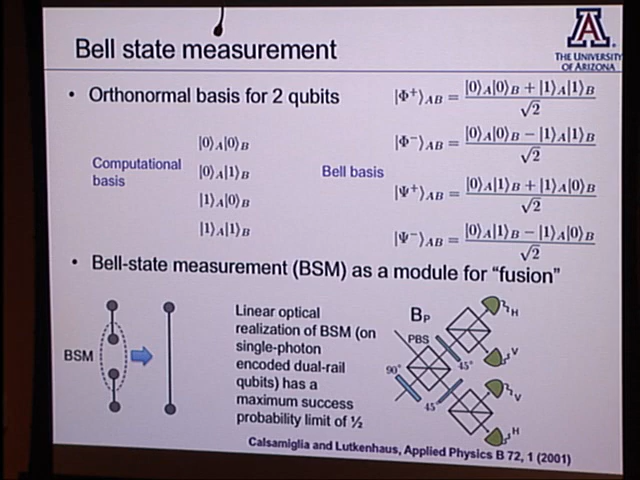 Bell state measurement
A
THE UNIVERSITY
OF ARIZONA
• Orthonormal basis for 2 qubits
Computational
basis
|0⟩A|0⟩B
|0⟩A|1⟩B
|1⟩A|0⟩B
|1⟩A|1⟩B
Bell basis
|Φ⁺⟩AB = |0⟩A|0⟩B + |1⟩A|1⟩B / √2
|Φ⁻⟩AB = |0⟩A|0⟩B − |1⟩A|1⟩B / √2
|Ψ⁺⟩AB = |0⟩A|1⟩B + |1⟩A|0⟩B / √2
|Ψ⁻⟩AB = |0⟩A|1⟩B − |1⟩A|0⟩B / √2
• Bell-state measurement (BSM) as a module for “fusion”
BSM
Linear optical
realization of BSM (on
single-photon
encoded dual-rail
qubits) has a
maximum success
probability limit of ½
BP
PBS
90°
45°
45°
H
V
V
H
Calsamiglia and Lutkenhaus, Applied Physics B 72, 1 (2001)